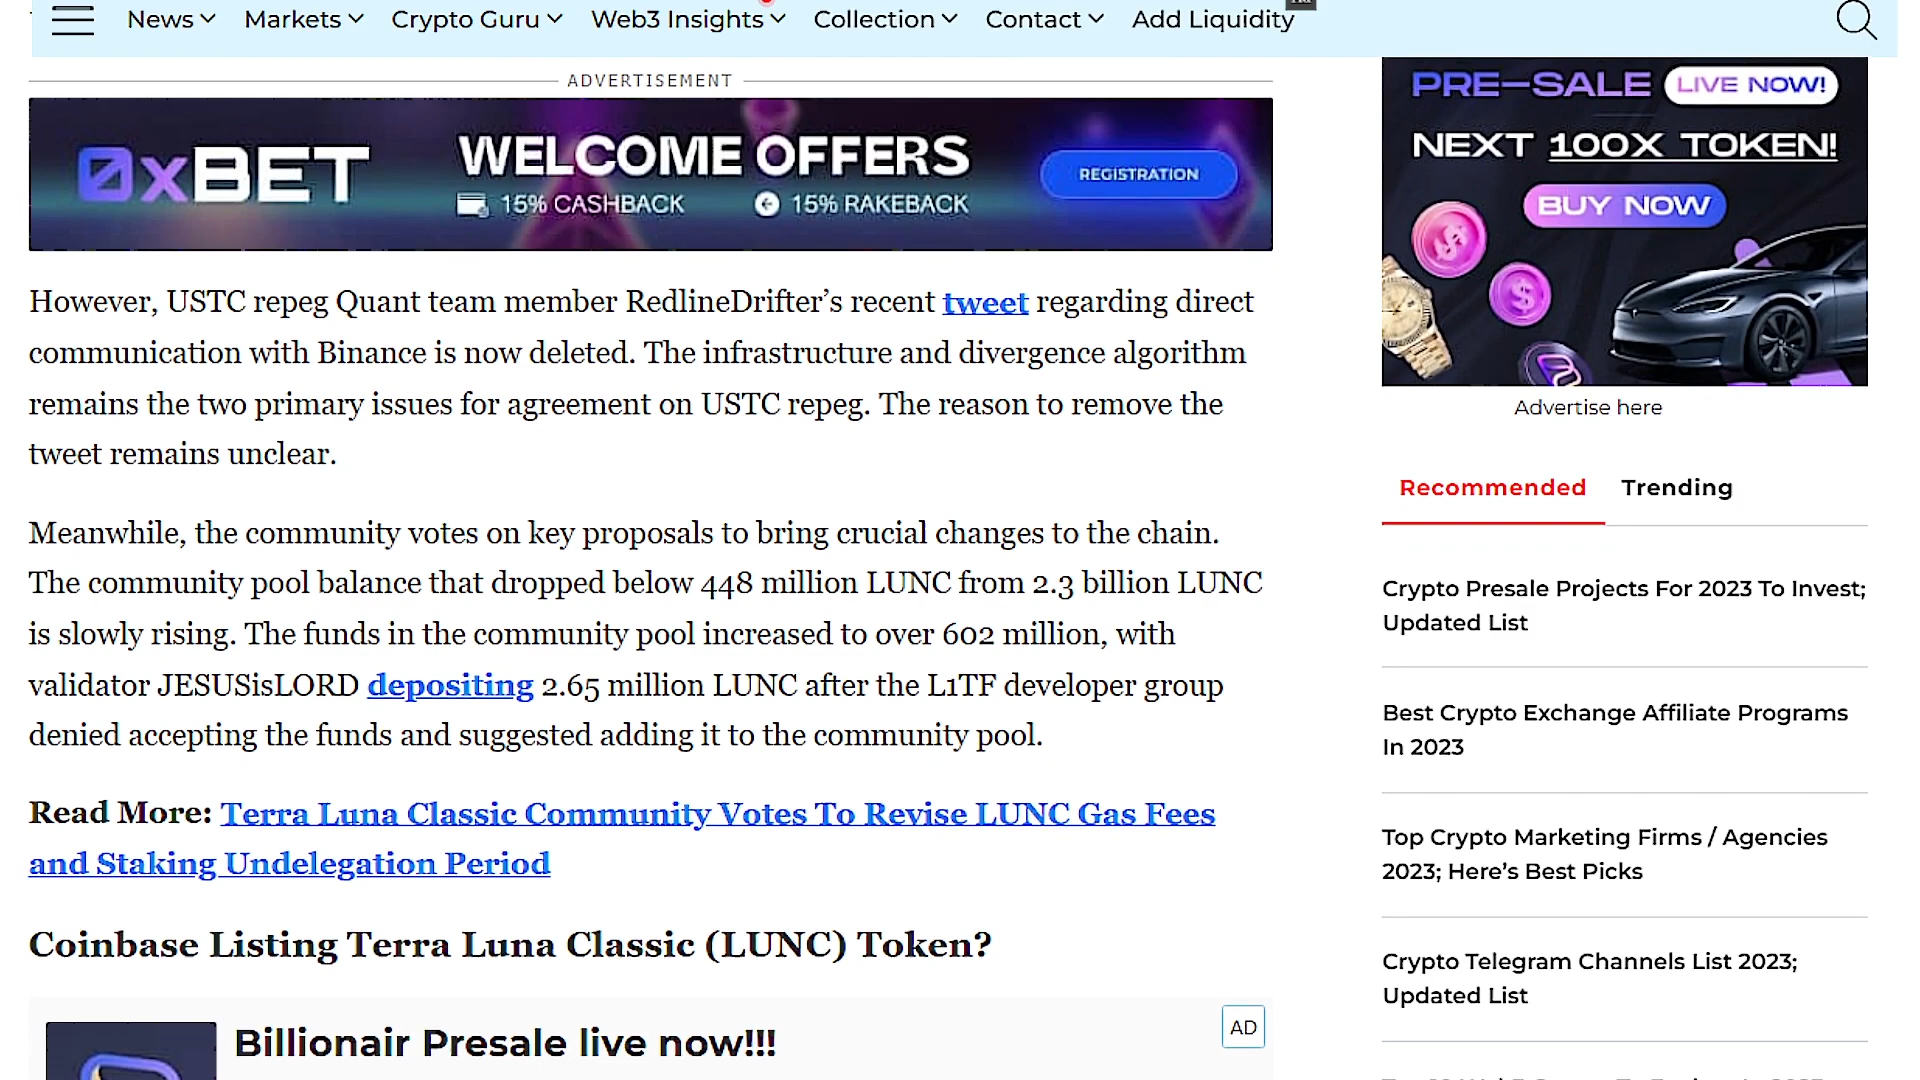 News Markets Crypto Guru Web3 Insights Collection Contact Add Liquidity
ADVERTISEMENT
0xBET
WELCOME OFFERS
15% CASHBACK 15% RAKEBACK
REGISTRATION
However, USTC repeg Quant team member RedlineDrifter’s recent tweet regarding direct
communication with Binance is now deleted. The infrastructure and divergence algorithm
remains the two primary issues for agreement on USTC repeg. The reason to remove the
tweet remains unclear.
Meanwhile, the community votes on key proposals to bring crucial changes to the chain.
The community pool balance that dropped below 448 million LUNC from 2.3 billion LUNC
is slowly rising. The funds in the community pool increased to over 602 million, with
validator JESUSisLORD depositing 2.65 million LUNC after the L1TF developer group
denied accepting the funds and suggested adding it to the community pool.
Read More: Terra Luna Classic Community Votes To Revise LUNC Gas Fees
and Staking Undelegation Period
Coinbase Listing Terra Luna Classic (LUNC) Token?
Billionair Presale live now!!!
AD
PRE-SALE LIVE NOW!
NEXT 100X TOKEN!
BUY NOW
Advertise here
Recommended Trending
Crypto Presale Projects For 2023 To Invest;
Updated List
Best Crypto Exchange Affiliate Programs
In 2023
Top Crypto Marketing Firms / Agencies
2023; Here’s Best Picks
Crypto Telegram Channels List 2023;
Updated List